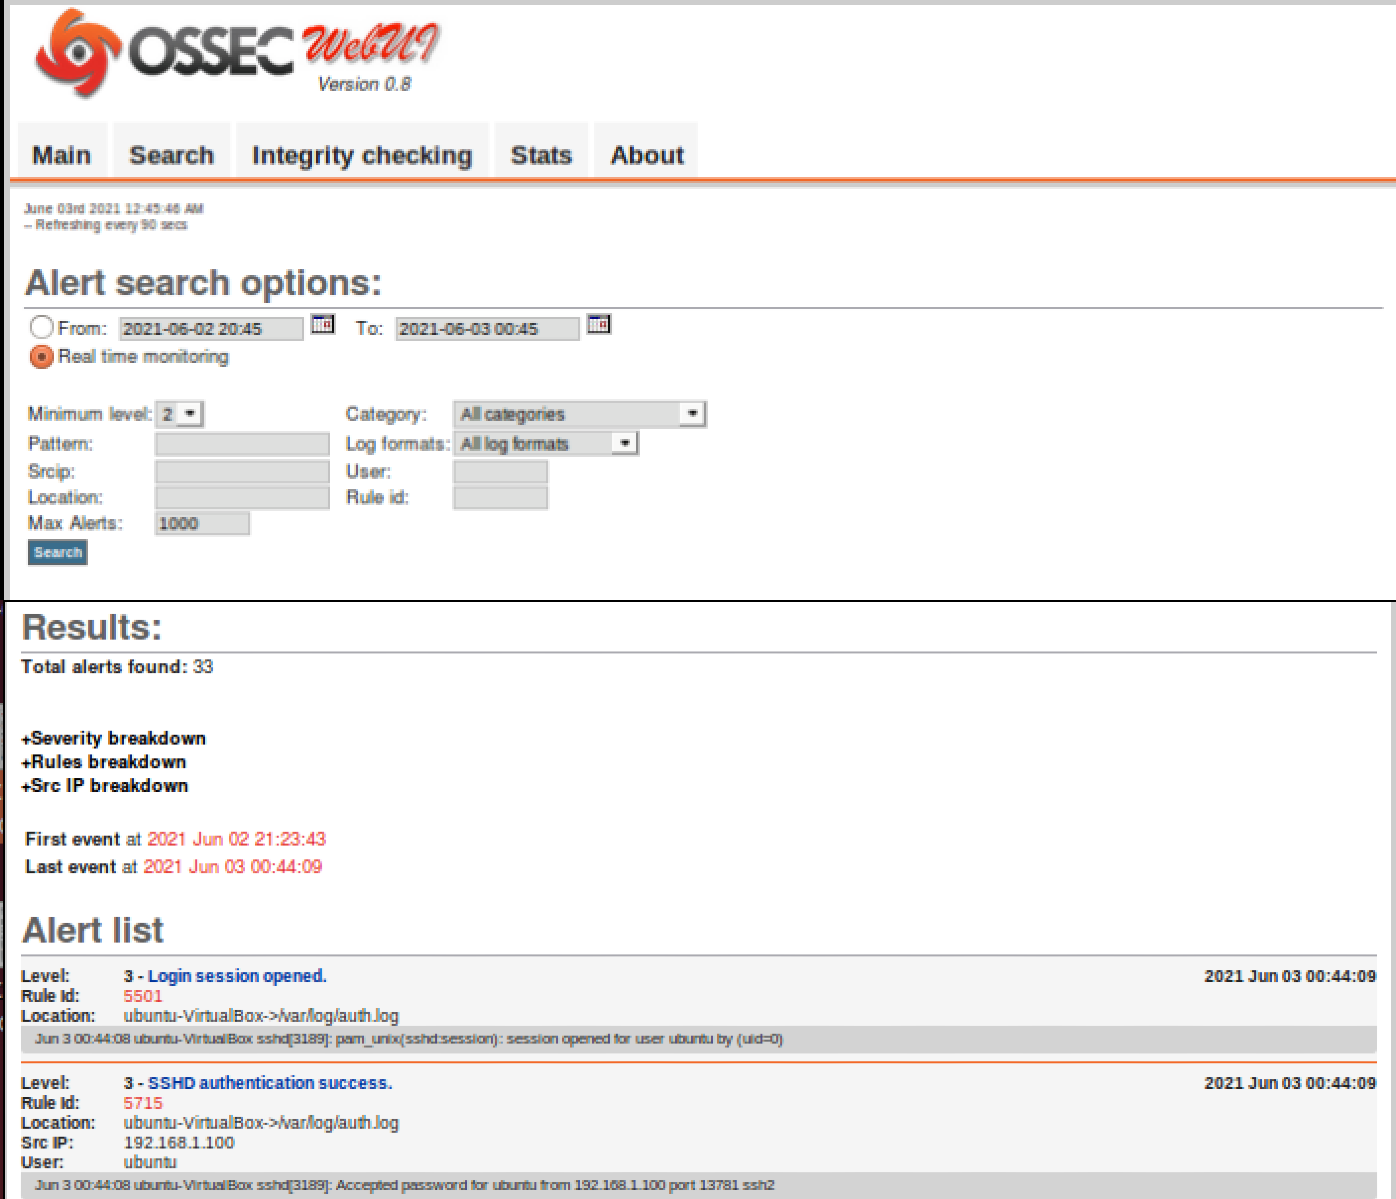 OSSEC WebUI
Version 0.8
Main Search Integrity checking Stats About
June 03rd 2021 12:45:46 AM
-- Refreshing every 90 secs
Alert search options:
From: 2021-06-02 20:45 To: 2021-06-03 00:45
Real time monitoring
Minimum level: 2 Category: All categories
Pattern: Log formats: All log formats
Srcip: User:
Location: Rule id:
Max Alerts: 1000
Search
Results:
Total alerts found: 33
+Severity breakdown
+Rules breakdown
+Src IP breakdown
First event at 2021 Jun 02 21:23:43
Last event at 2021 Jun 03 00:44:09
Alert list
Level: 3 - Login session opened. 2021 Jun 03 00:44:09
Rule Id: 5501
Location: ubuntu-VirtualBox->/var/log/auth.log
Jun 3 00:44:08 ubuntu-VirtualBox sshd[3189]: pam_unix(sshd:session): session opened for user ubuntu by (uid=0)
Level: 3 - SSHD authentication success. 2021 Jun 03 00:44:09
Rule Id: 5715
Location: ubuntu-VirtualBox->/var/log/auth.log
Src IP: 192.168.1.100
User: ubuntu
Jun 3 00:44:08 ubuntu-VirtualBox sshd[3189]: Accepted password for ubuntu from 192.168.1.100 port 13781 ssh2